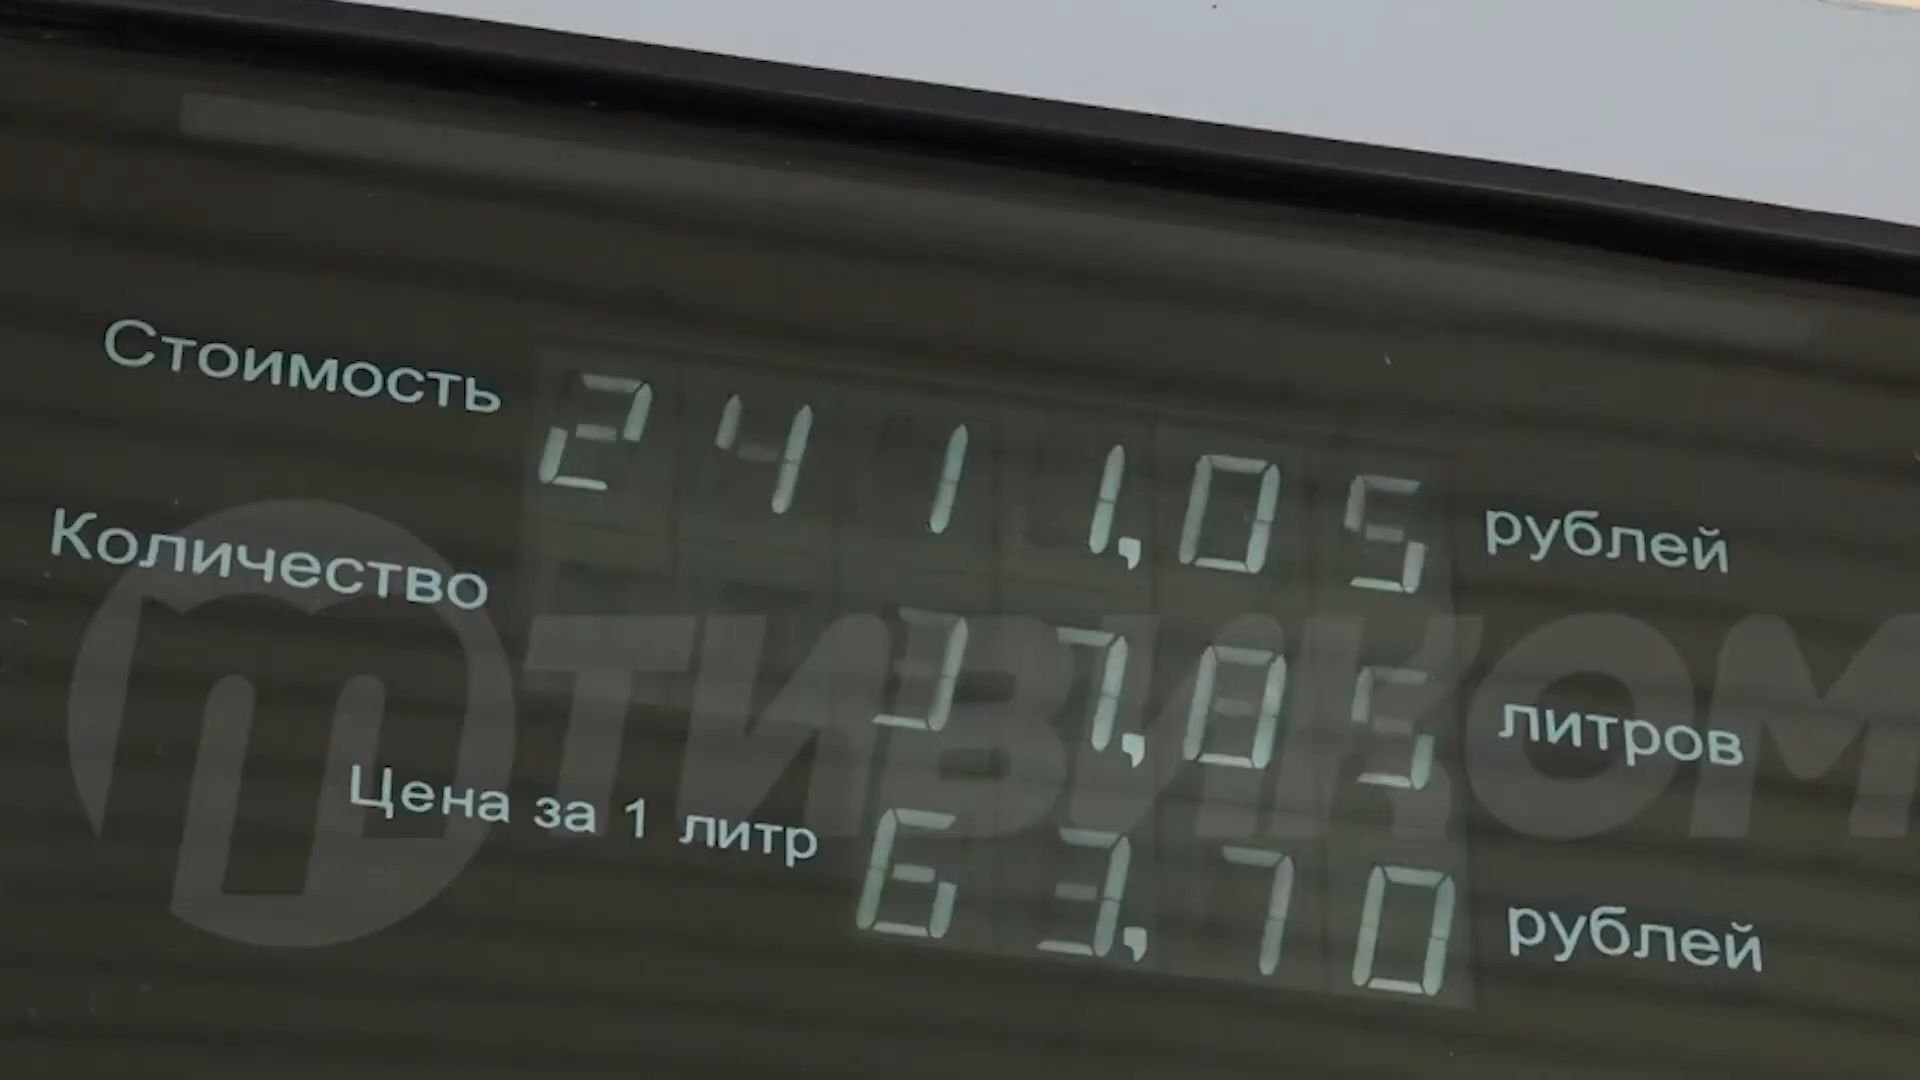 Стоимость 2411,05 рублей
Количество 37,85 литров
ТИВИКОМ
Цена за 1 литр 63,70 рублей